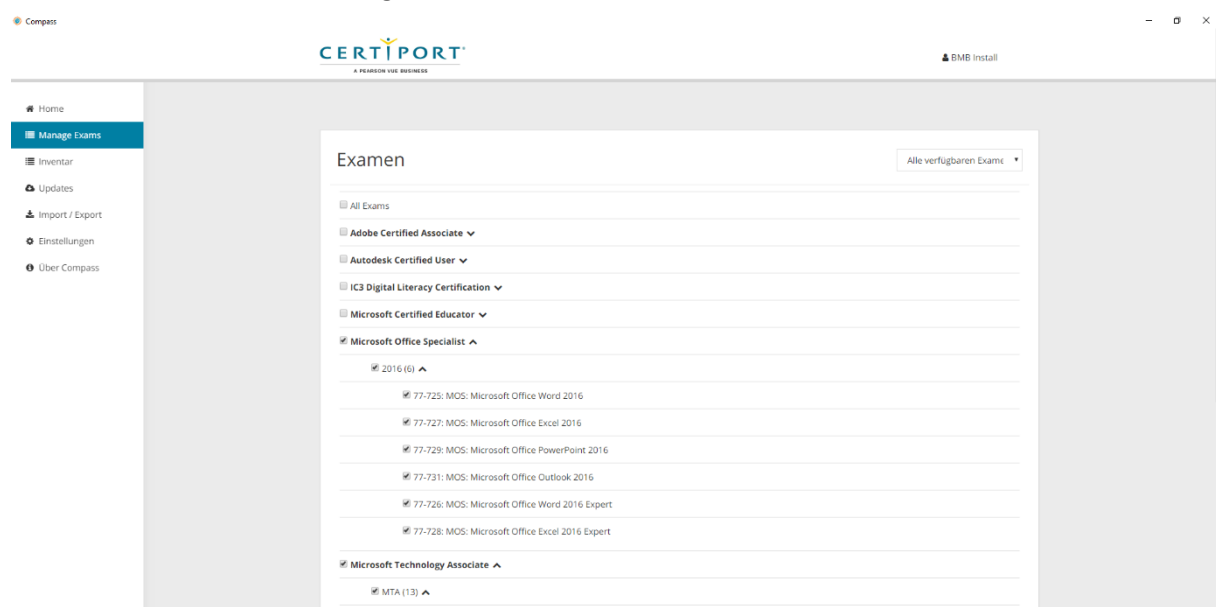 Compass
CERTIPORT
A PEARSON VUE BUSINESS
BMB Install
Home
Manage Exams
Inventar
Updates
Import / Export
Einstellungen
Über Compass
Examen
Alle verfügbaren Exame
All Exams
Adobe Certified Associate
Autodesk Certified User
IC3 Digital Literacy Certification
Microsoft Certified Educator
Microsoft Office Specialist
2016 (6)
77-725: MOS: Microsoft Office Word 2016
77-727: MOS: Microsoft Office Excel 2016
77-729: MOS: Microsoft Office PowerPoint 2016
77-731: MOS: Microsoft Office Outlook 2016
77-726: MOS: Microsoft Office Word 2016 Expert
77-728: MOS: Microsoft Office Excel 2016 Expert
Microsoft Technology Associate
MTA (13)